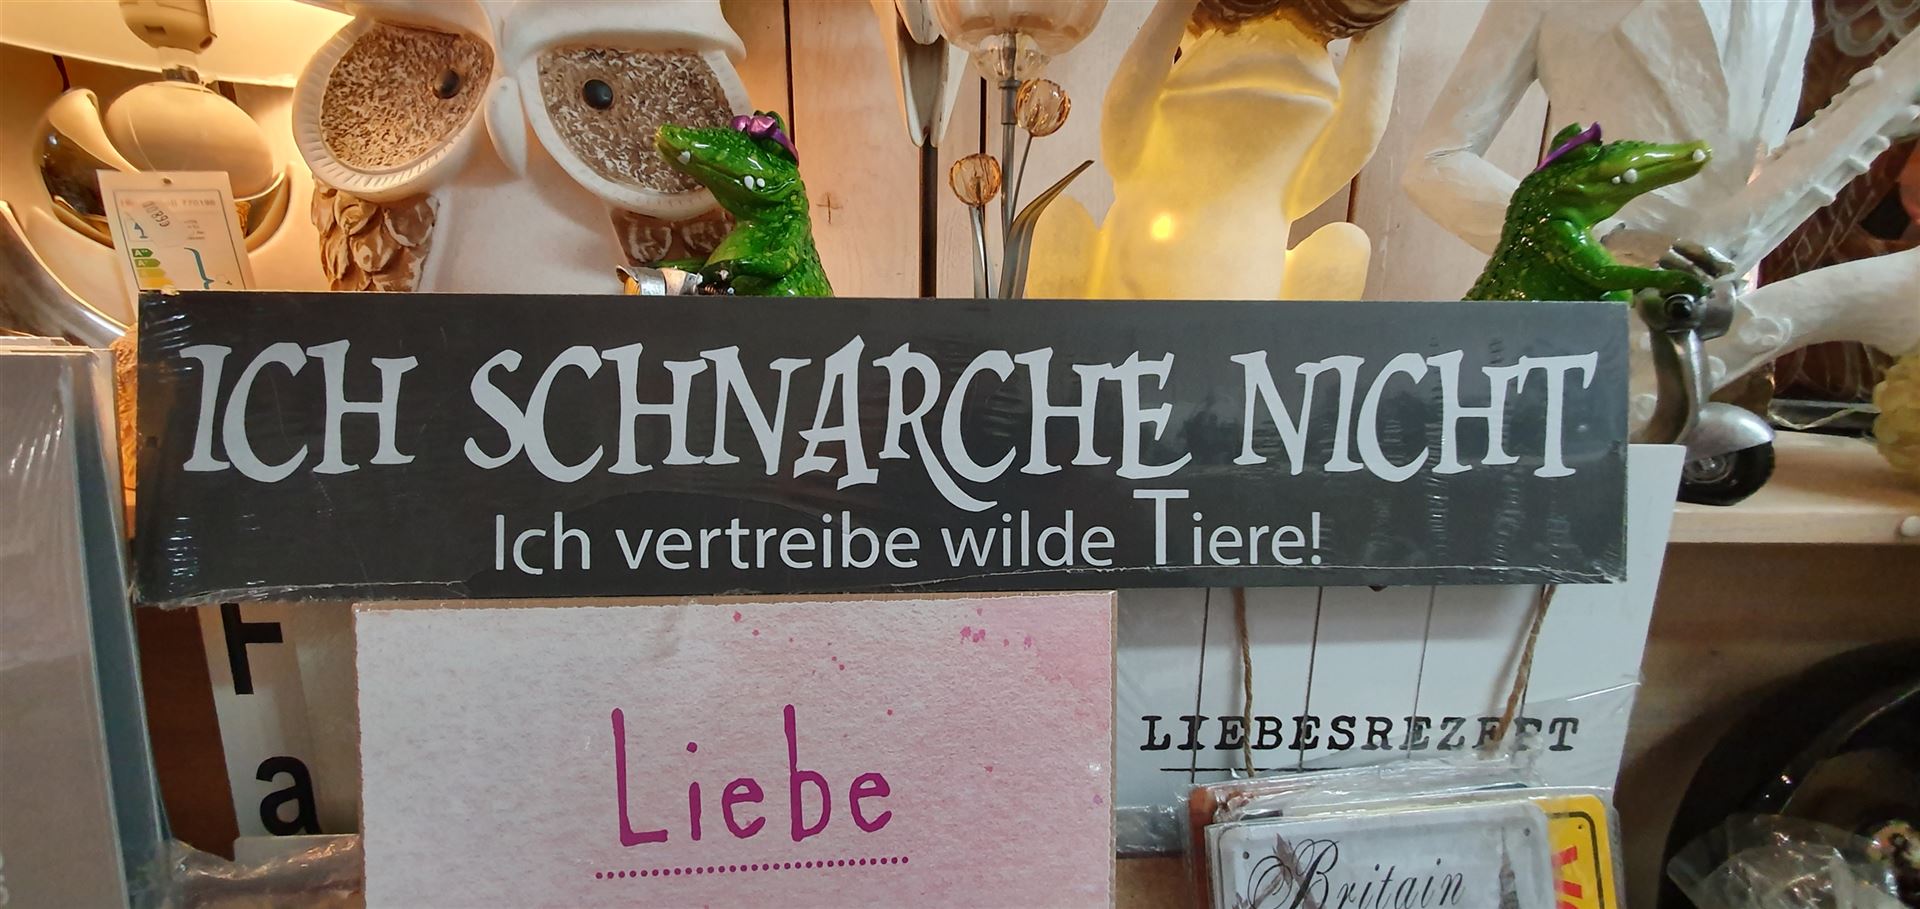 ICH SCHNARCHE NICHT
Ich vertreibe wilde Tiere!
F
a
Liebe
LIEBESREZEPT
Britain